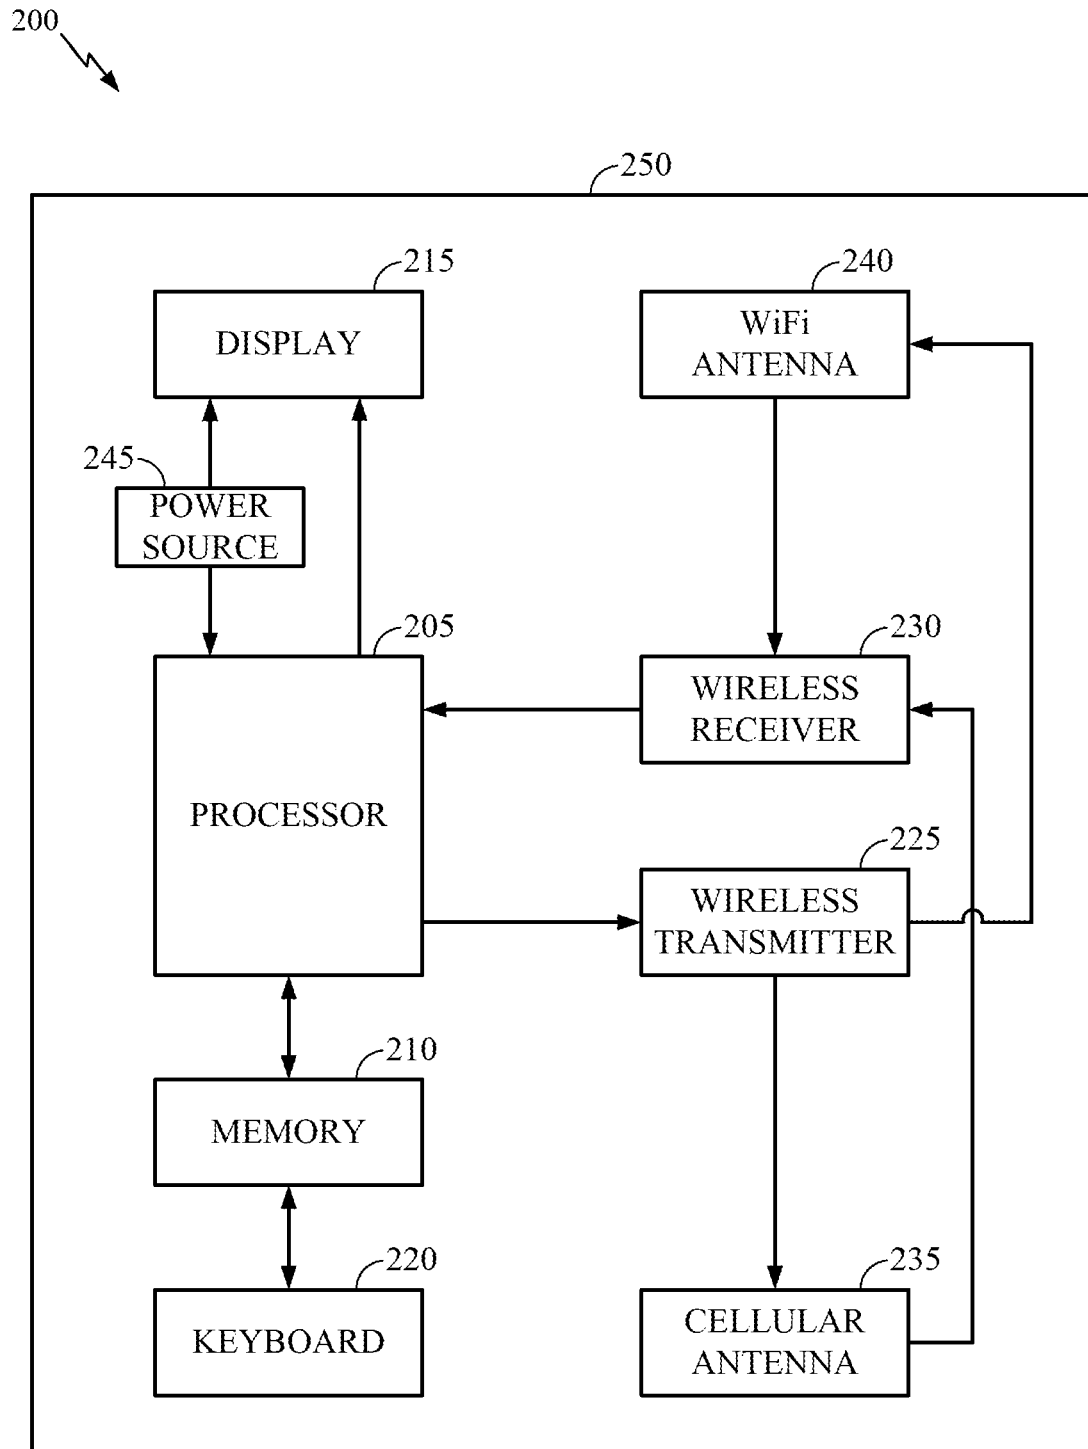 200
250
215
240
DISPLAY
WiFi
ANTENNA
245
POWER
SOURCE
205
230
WIRELESS
RECEIVER
PROCESSOR
225
WIRELESS
TRANSMITTER
210
MEMORY
220
235
KEYBOARD
CELLULAR
ANTENNA